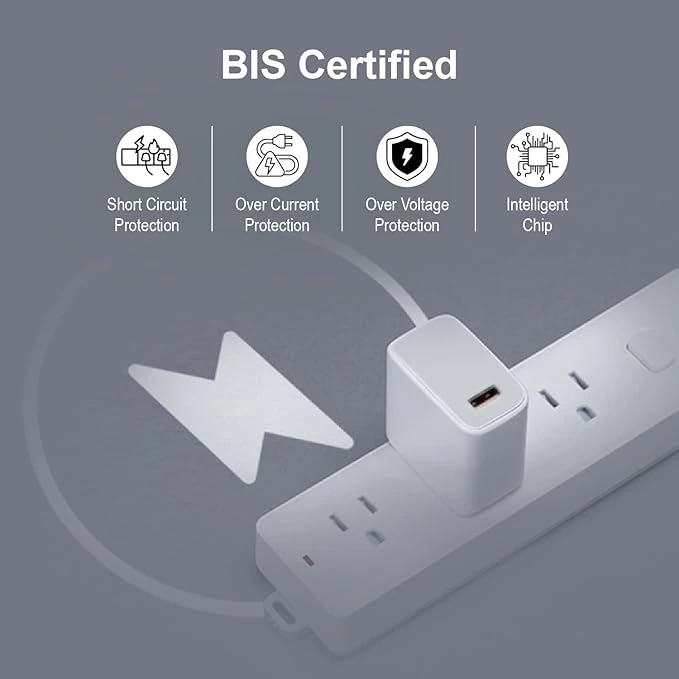 BIS Certified
Short Circuit
Protection
Over Current
Protection
Over Voltage
Protection
Intelligent
Chip